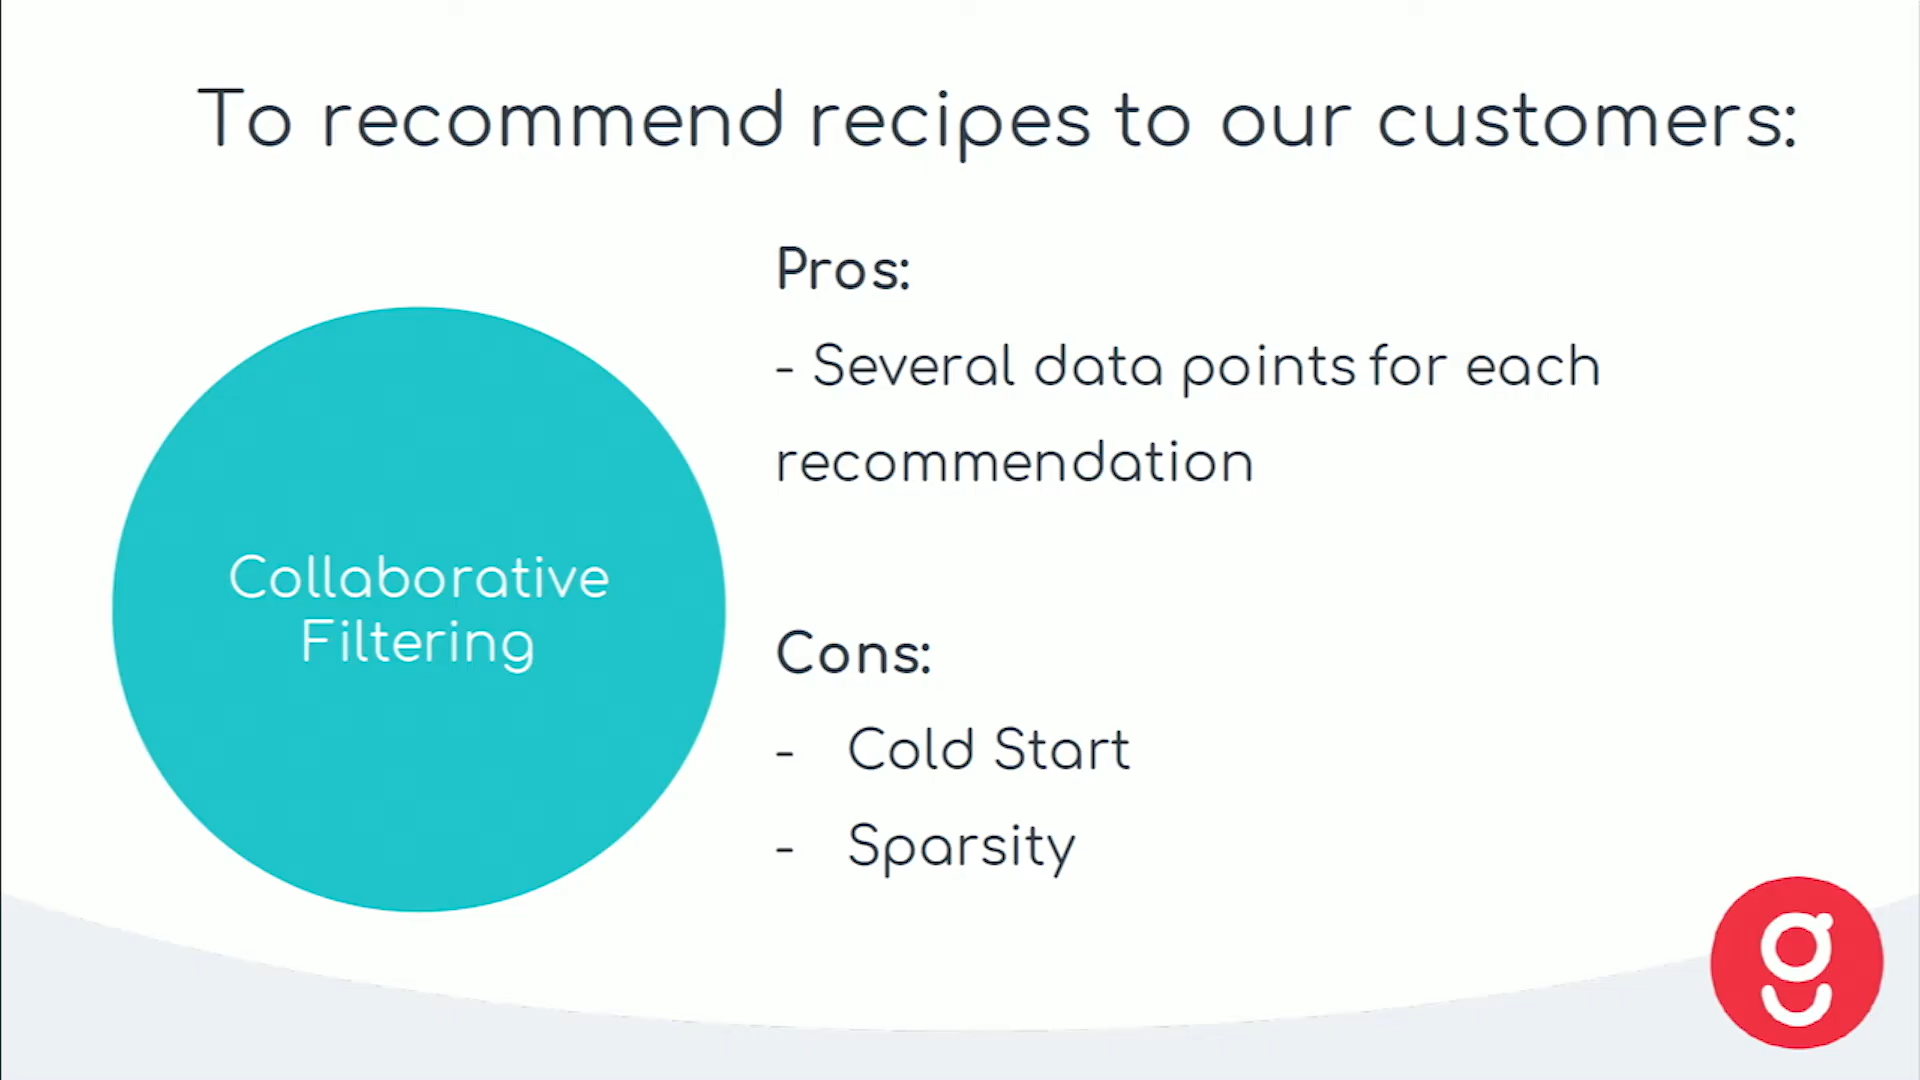 To recommend recipes to our customers:
Collaborative
Filtering
Pros:
- Several data points for each
recommendation
Cons:
- Cold Start
- Sparsity
g